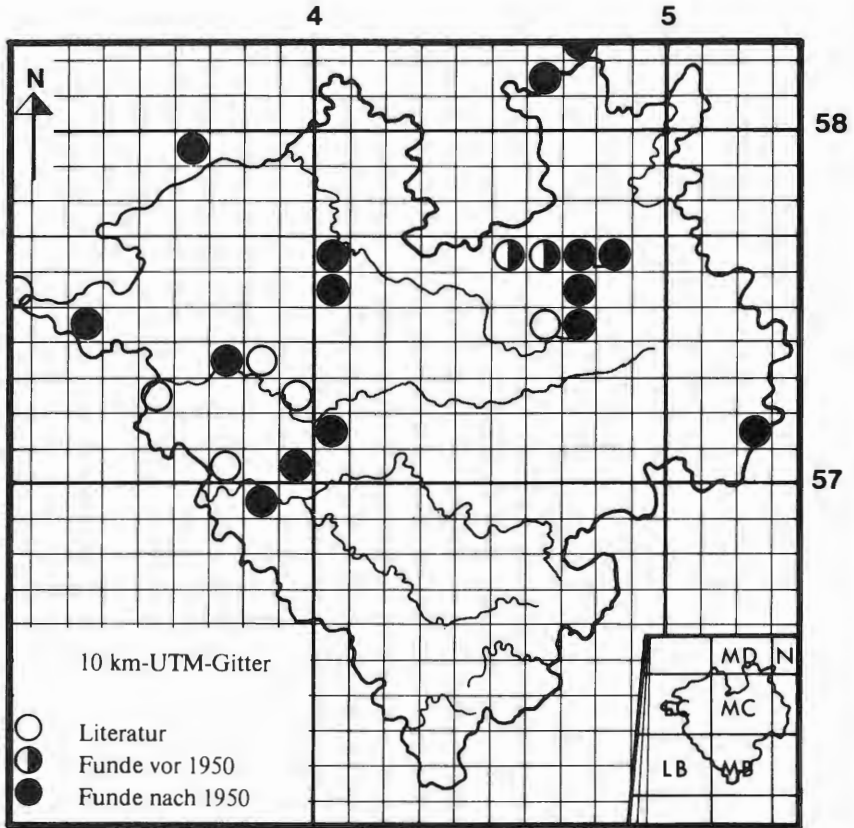 4 5
N
58
57
10 km-UTM-Gitter
MD N
MC
LB MB
Literatur
Funde vor 1950
Funde nach 1950